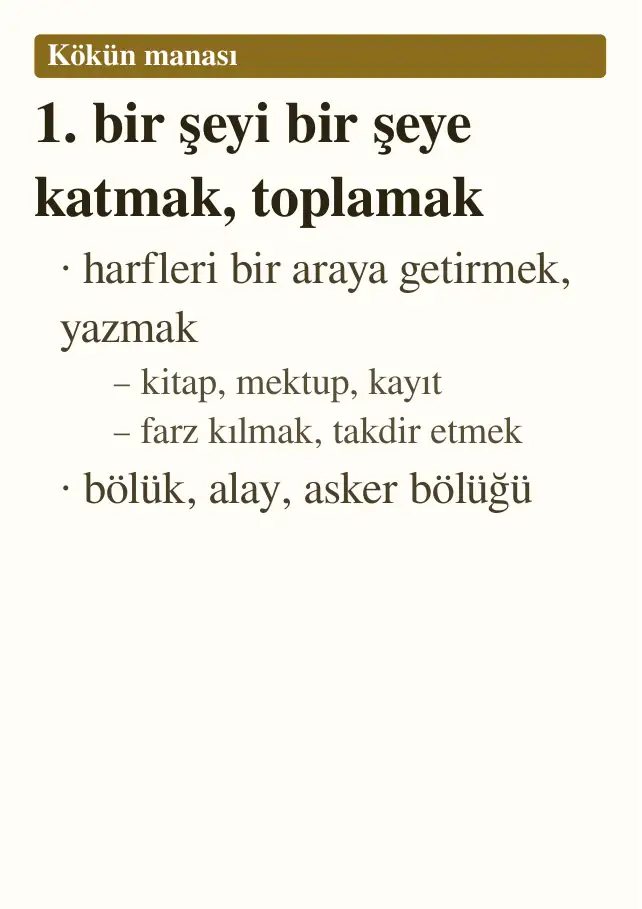 Kökün manası
1. bir şeyi bir şeye
katmak, toplamak
· harfleri bir araya getirmek,
yazmak
– kitap, mektup, kayıt
– farz kılmak, takdir etmek
· bölük, alay, asker bölüğü